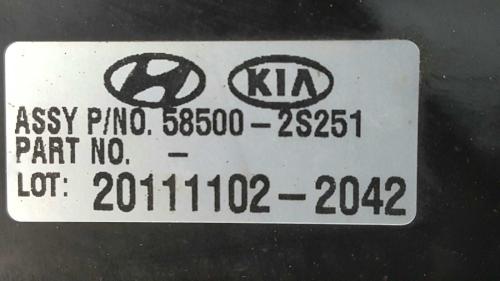 KIA
ASSY P/NO. 58500-2S251
PART NO. -
LOT: 20111102-2042